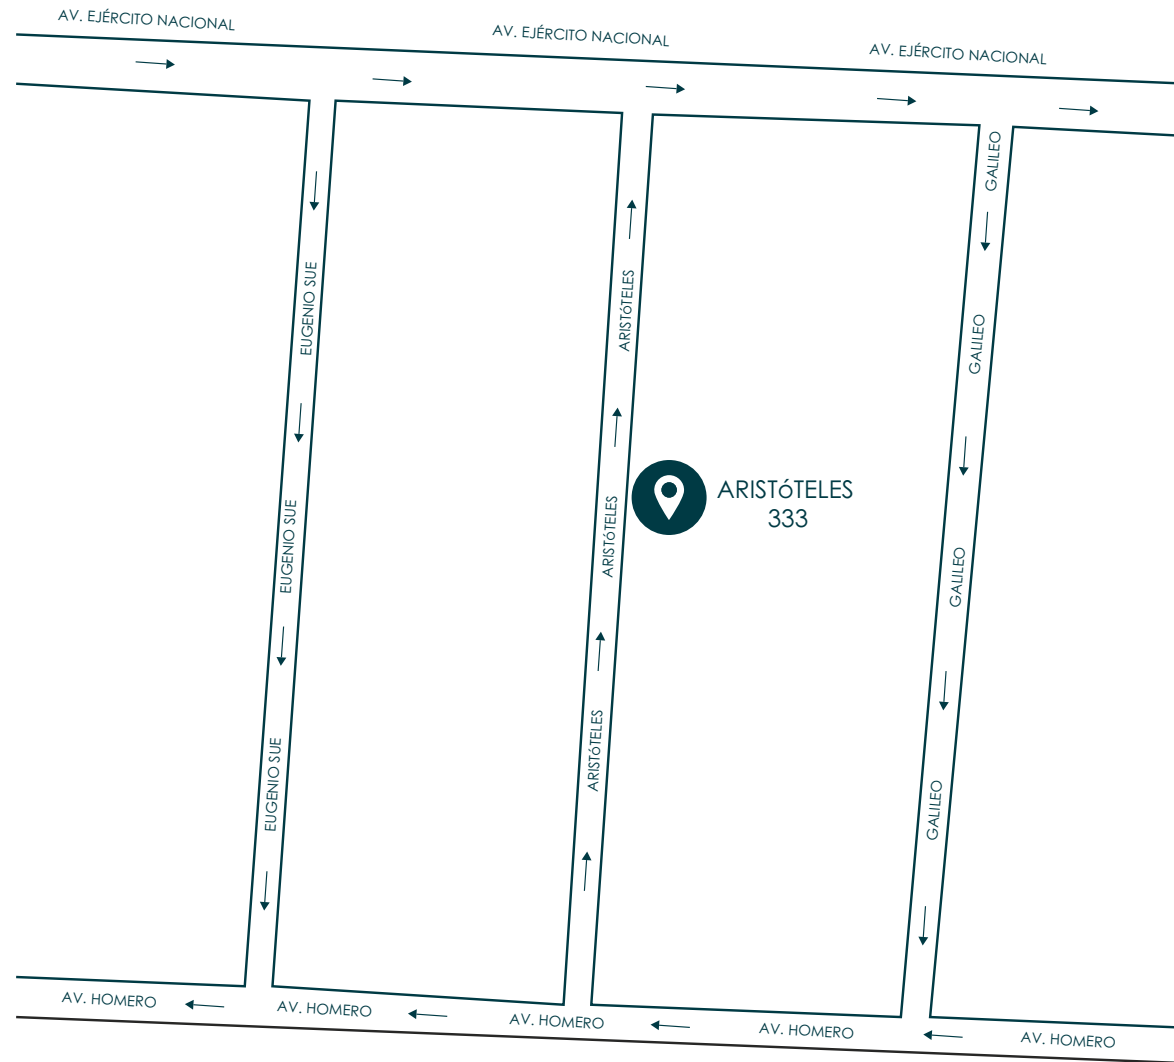 AV. EJÉRCITO NACIONAL
AV. EJÉRCITO NACIONAL
AV. EJÉRCITO NACIONAL
EUGENIO SUE
EUGENIO SUE
EUGENIO SUE
ARISTóTELES
ARISTóTELES
ARISTóTELES
ARISTóTELES
333
GALILEO
GALILEO
GALILEO
GALILEO
AV. HOMERO
AV. HOMERO
AV. HOMERO
AV. HOMERO
AV. HOMERO